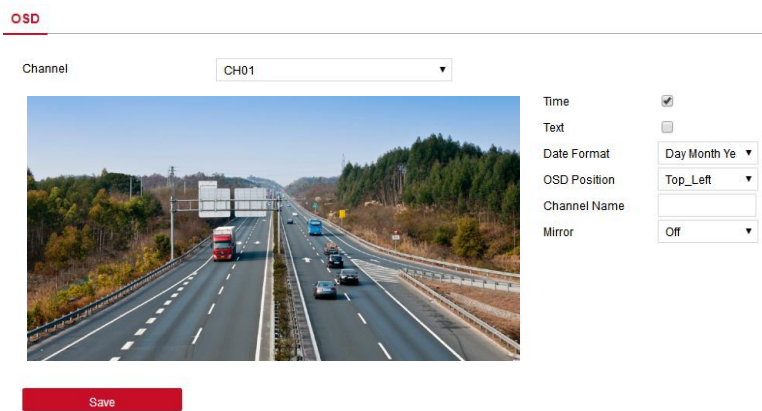 OSD
Channel
CH01
Time
Text
Date Format
Day Month Ye
OSD Position
Top_Left
Channel Name
Mirror
Off
Save